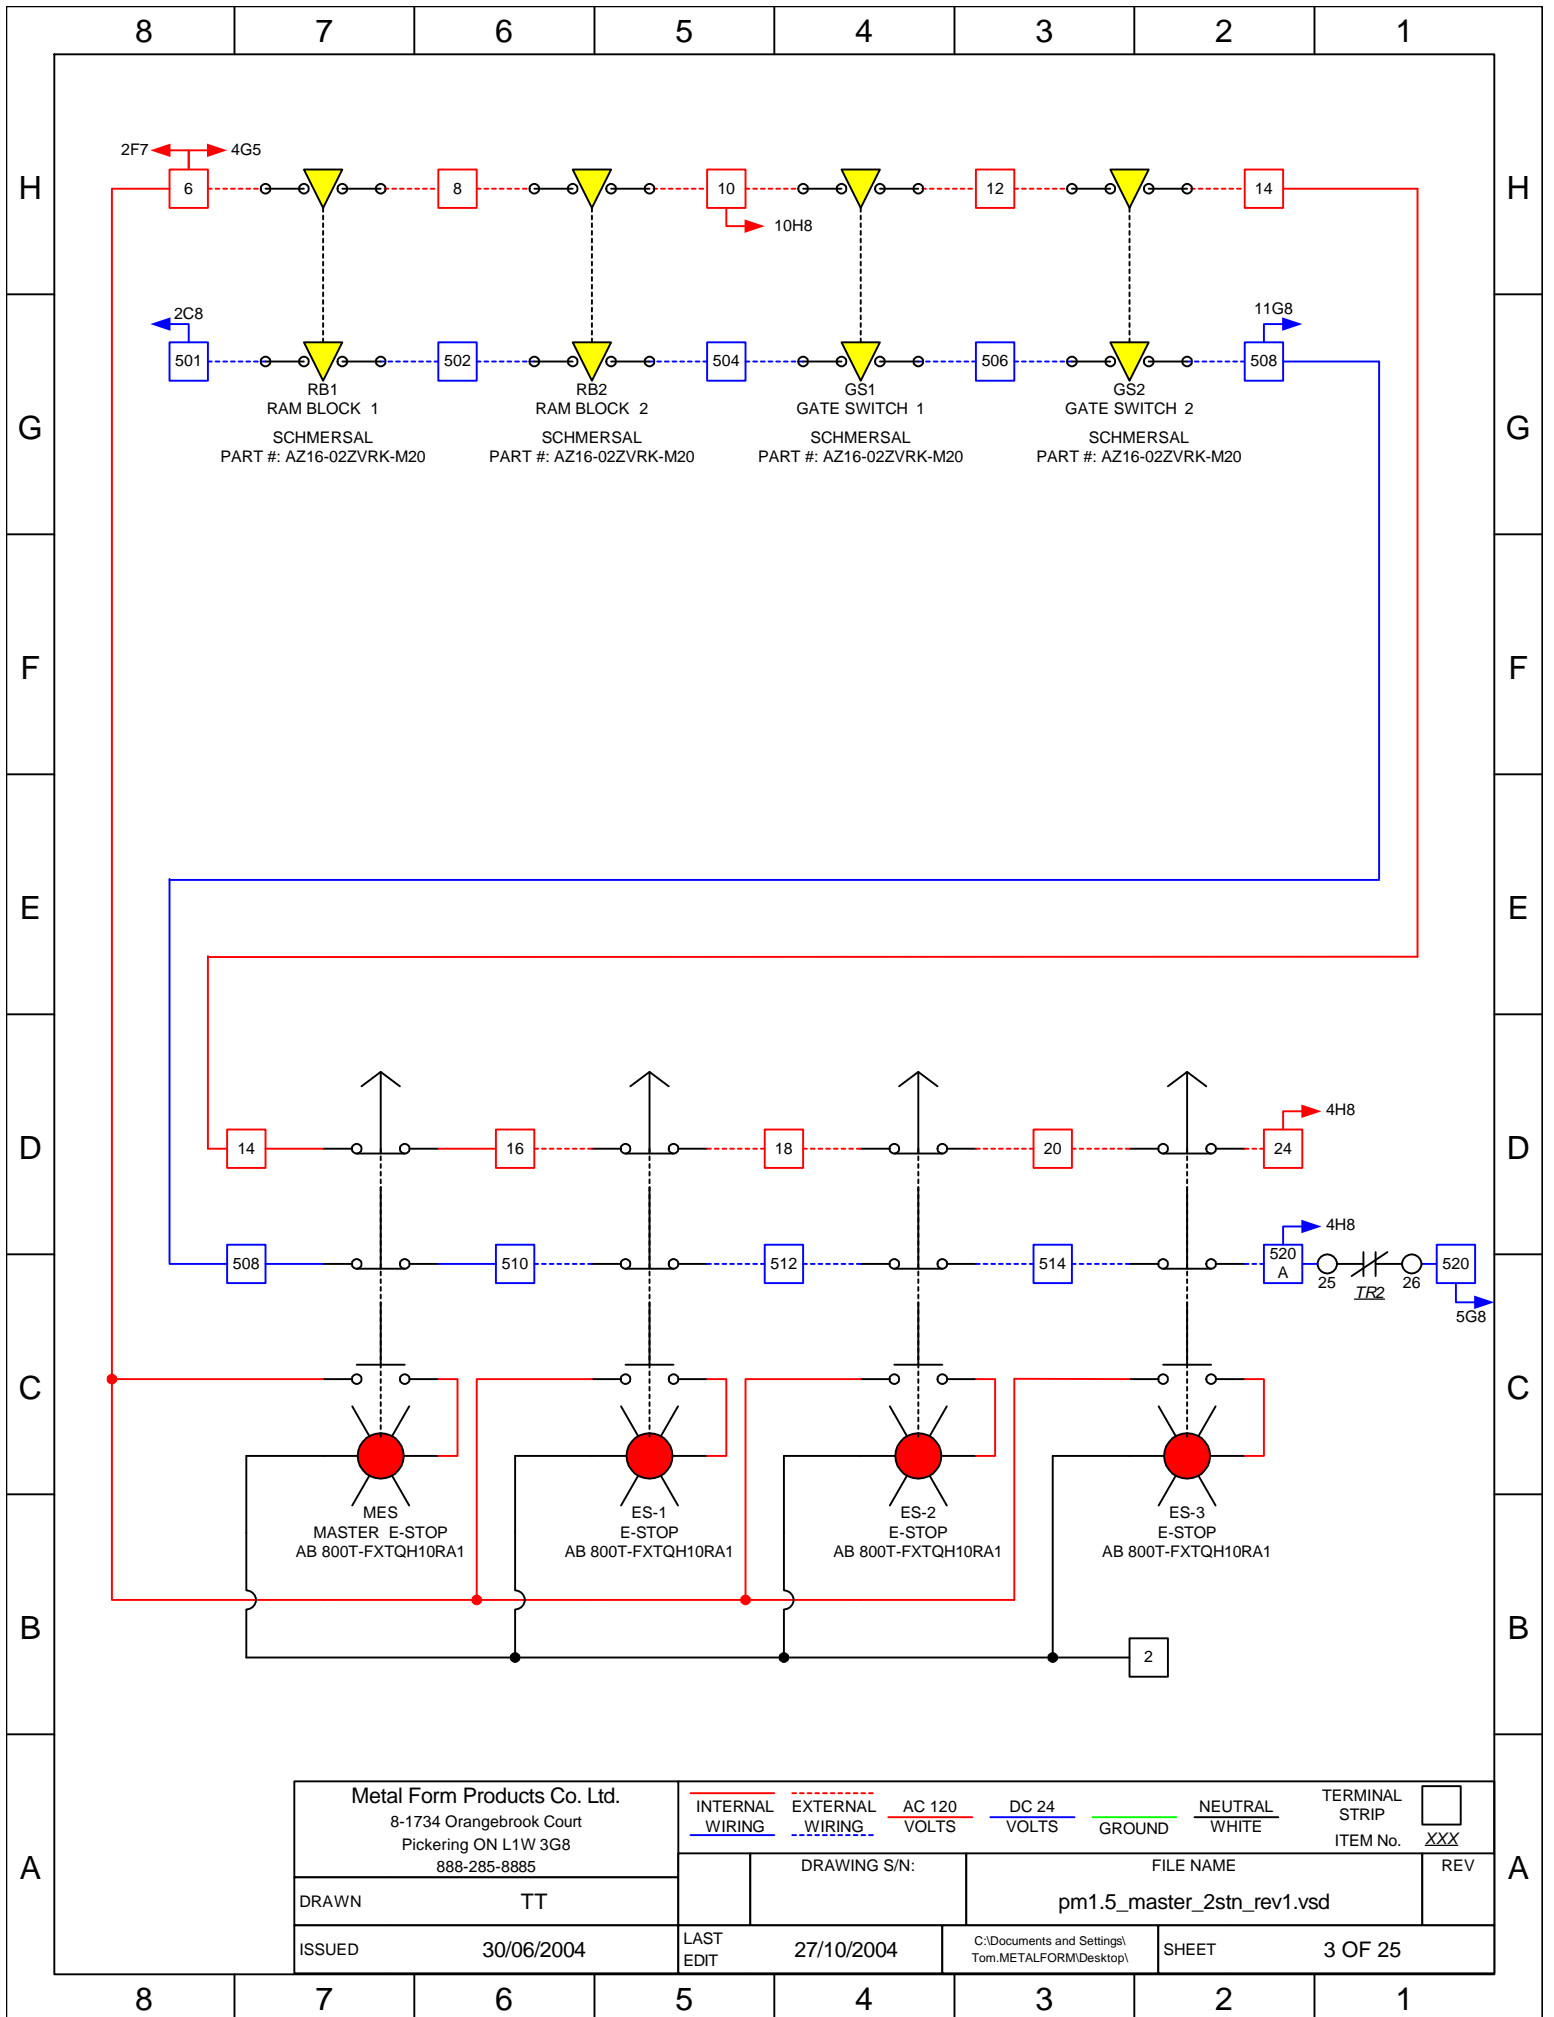 8 7 6 5 4 3 2 1
2F7 4G5
H 6 8 10 12 14 H
10H8
2C8 11G8
501 502 504 506 508
RB1 RB2 GS1 GS2
RAM BLOCK 1 RAM BLOCK 2 GATE SWITCH 1 GATE SWITCH 2
G G
SCHMERSAL SCHMERSAL SCHMERSAL SCHMERSAL
PART #: AZ16-02ZVRK-M20 PART #: AZ16-02ZVRK-M20 PART #: AZ16-02ZVRK-M20 PART #: AZ16-02ZVRK-M20
F F
E E
4H8
D 14 16 18 20 24 D
4H8
508 510 512 514 520 A 520
25 TR2 26
5G8
C C
MES ES-1 ES-2 ES-3
MASTER E-STOP E-STOP E-STOP E-STOP
AB 800T-FXTQH10RA1 AB 800T-FXTQH10RA1 AB 800T-FXTQH10RA1 AB 800T-FXTQH10RA1
B B
2
Metal Form Products Co. Ltd.
8-1734 Orangebrook Court
Pickering ON L1W 3G8
888-285-8885
INTERNAL WIRING
EXTERNAL WIRING
AC 120 VOLTS
DC 24 VOLTS
GROUND
NEUTRAL WHITE
TERMINAL STRIP
ITEM No. XXX
A A
DRAWING S/N:
FILE NAME
REV
DRAWN TT
pm1.5_master_2stn_rev1.vsd
ISSUED 30/06/2004
LAST EDIT 27/10/2004
C:\Documents and Settings\
Tom.METALFORM\Desktop\
SHEET 3 OF 25
8 7 6 5 4 3 2 1